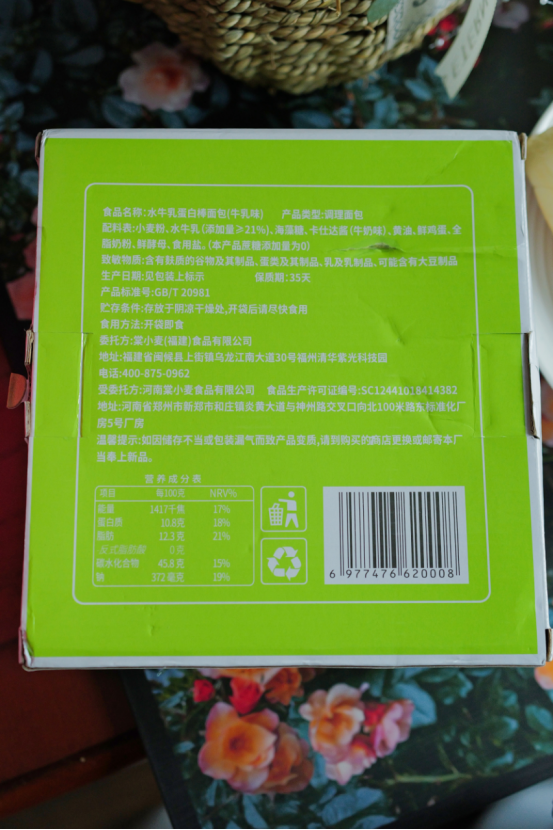 食品名称:水牛乳蛋白棒面包(牛乳味) 产品类型:调理面包
配料表:小麦粉、水牛乳(添加量≥21%)、海藻糖、卡仕达酱(牛奶味)、黄油、鲜鸡蛋、全
脂奶粉、鲜酵母、食用盐。(本产品蔗糖添加量为0)
致敏物质:含有麸质的谷物及其制品、蛋类及其制品、乳及乳制品、可能含有大豆制品
生产日期:见包装上标示 保质期:35天
产品标准号:GB/T 20981
贮存条件:存放于阴凉干燥处,开袋后请尽快食用
食用方法:开袋即食
委托方:棠小麦(福建)食品有限公司
地址:福建省闽候县上街镇乌龙江南大道30号福州清华紫光科技园
电话:400-875-0962
受委托方:河南棠小麦食品有限公司 食品生产许可证编号:SC12441018414382
地址:河南省郑州市新郑市和庄镇炎黄大道与神州路交叉口向北100米路东标准化厂
房5号厂房
温馨提示:如因储存不当或包装漏气而致产品变质,请到购买的商店更换或邮寄本厂
当奉上新品。
营养成分表
项目 每100克 NRV%
能量 1417千焦 17%
蛋白质 10.8克 18%
脂肪 12.3克 21%
反式脂肪酸 0克
碳水化合物 45.8克 15%
钠 372毫克 19%
6 977476 620008